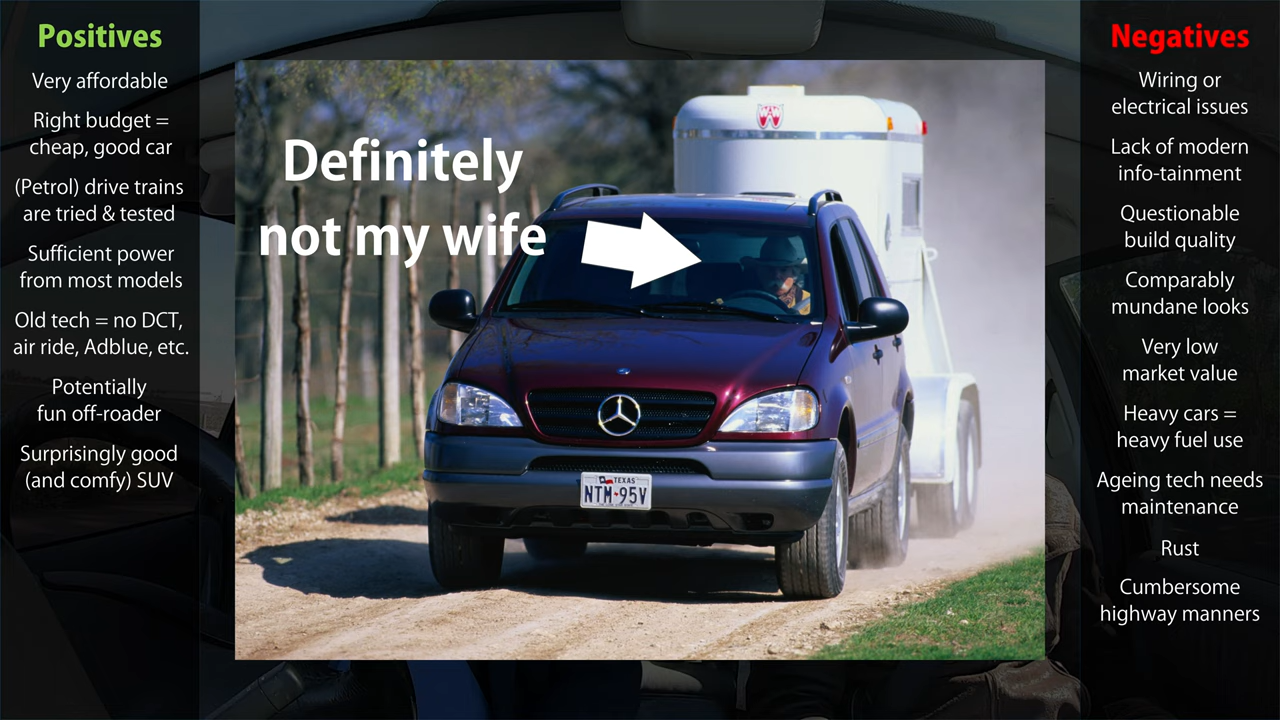 Positives
Very affordable
Right budget =
cheap, good car
(Petrol) drive trains
are tried & tested
Sufficient power
from most models
Old tech = no DCT,
air ride, Adblue, etc.
Potentially
fun off-roader
Surprisingly good
(and comfy) SUV
Definitely
not my wife
TEXAS
NTM 95V
Negatives
Wiring or
electrical issues
Lack of modern
info-tainment
Questionable
build quality
Comparably
mundane looks
Very low
market value
Heavy cars =
heavy fuel use
Ageing tech needs
maintenance
Rust
Cumbersome
highway manners